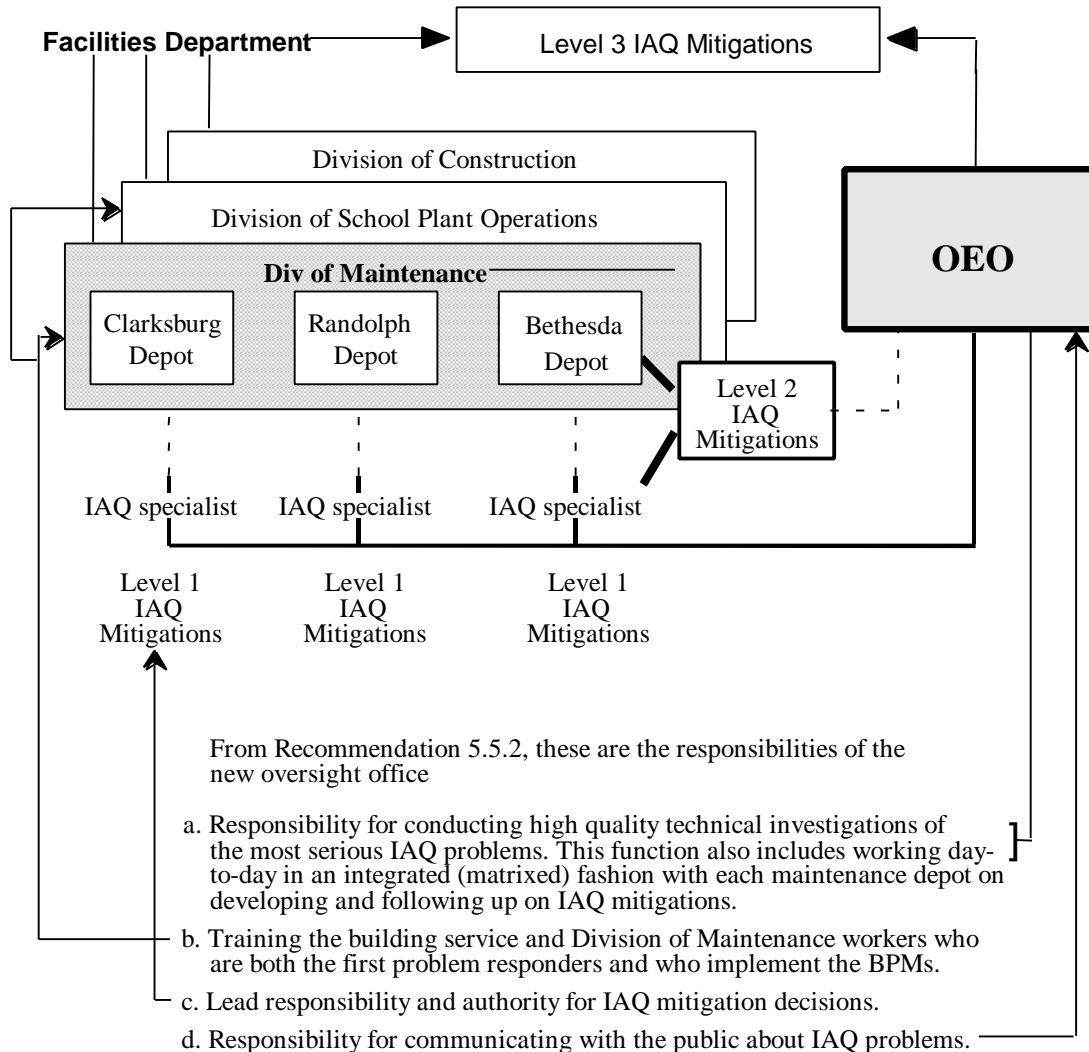 Facilities Department
Level 3 IAQ Mitigations
Division of Construction
Division of School Plant Operations
Div of Maintenance
OEO
Clarksburg
Depot
Randolph
Depot
Bethesda
Depot
Level 2
IAQ
Mitigations
IAQ specialist
IAQ specialist
IAQ specialist
Level 1
IAQ
Mitigations
Level 1
IAQ
Mitigations
Level 1
IAQ
Mitigations
From Recommendation 5.5.2, these are the responsibilities of the
new oversight office
a. Responsibility for conducting high quality technical investigations of
the most serious IAQ problems. This function also includes working day-
to-day in an integrated (matrixed) fashion with each maintenance depot on
developing and following up on IAQ mitigations.
b. Training the building service and Division of Maintenance workers who
are both the first problem responders and who implement the BPMs.
c. Lead responsibility and authority for IAQ mitigation decisions.
d. Responsibility for communicating with the public about IAQ problems.